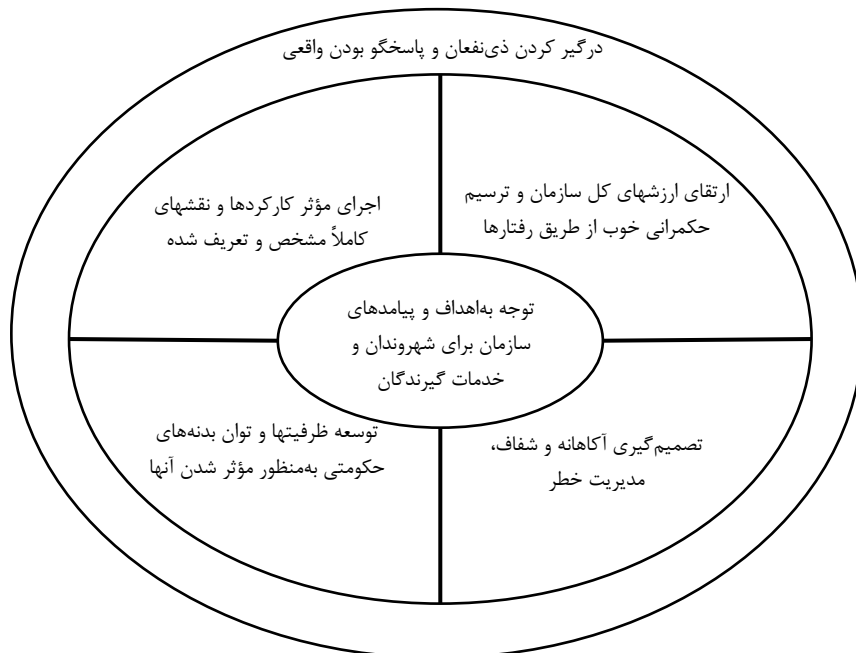 درگیر کردن ذی‌نفعان و پاسخگو بودن واقعی
ارتقای ارزشهای کل سازمان و ترسیم
حکمرانی خوب از طریق رفتارها
اجرای مؤثر کارکردها و نقشهای
کاملاً مشخص و تعریف شده
توجه به‌اهداف و پیامدهای
سازمان برای شهروندان و
خدمات گیرندگان
تصمیم‌گیری آکاهانه و شفاف،
مدیریت خطر
توسعه ظرفیتها و توان بدنه‌های
حکومتی به‌منظور مؤثر شدن آنها